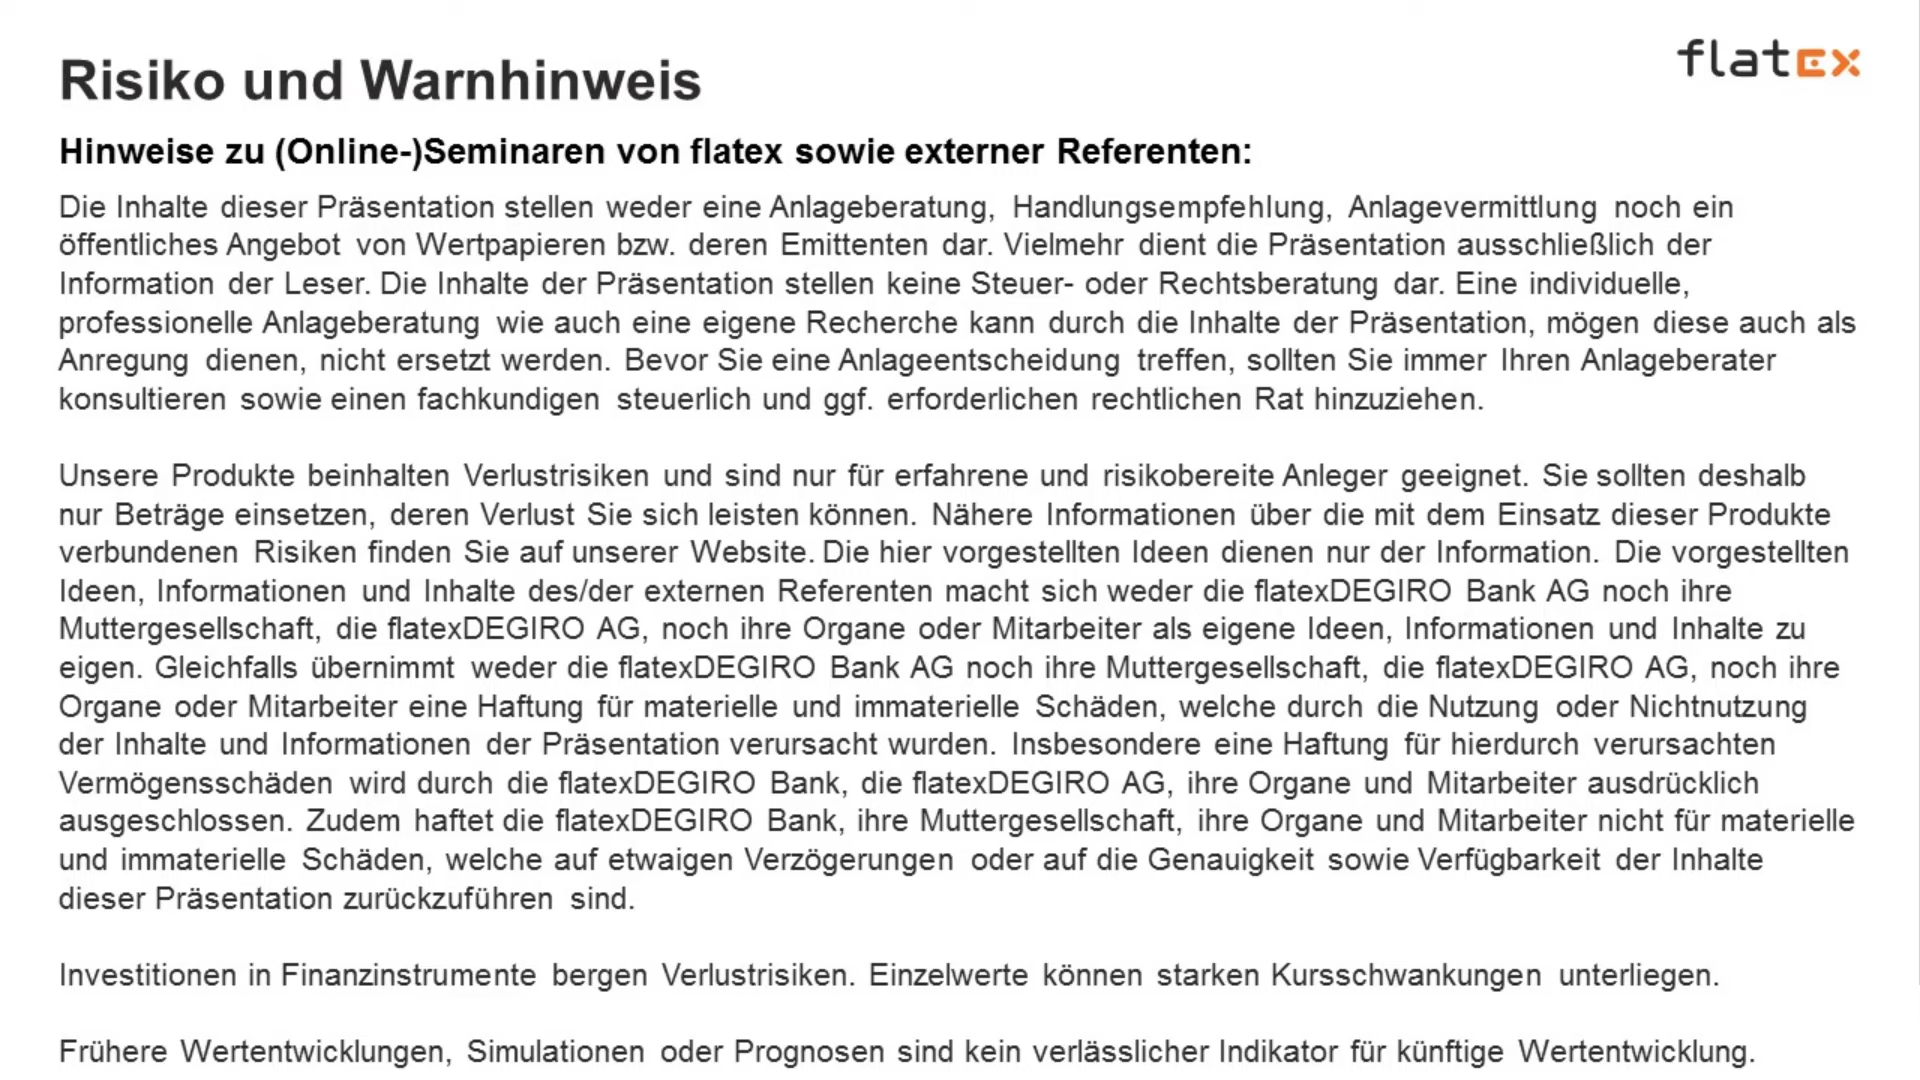 flatex
Risiko und Warnhinweis
Hinweise zu (Online-)Seminaren von flatex sowie externer Referenten:
Die Inhalte dieser Präsentation stellen weder eine Anlageberatung, Handlungsempfehlung, Anlagevermittlung noch ein
öffentliches Angebot von Wertpapieren bzw. deren Emittenten dar. Vielmehr dient die Präsentation ausschließlich der
Information der Leser. Die Inhalte der Präsentation stellen keine Steuer- oder Rechtsberatung dar. Eine individuelle,
professionelle Anlageberatung wie auch eine eigene Recherche kann durch die Inhalte der Präsentation, mögen diese auch als
Anregung dienen, nicht ersetzt werden. Bevor Sie eine Anlageentscheidung treffen, sollten Sie immer Ihren Anlageberater
konsultieren sowie einen fachkundigen steuerlich und ggf. erforderlichen rechtlichen Rat hinzuziehen.
Unsere Produkte beinhalten Verlustrisiken und sind nur für erfahrene und risikobereite Anleger geeignet. Sie sollten deshalb
nur Beträge einsetzen, deren Verlust Sie sich leisten können. Nähere Informationen über die mit dem Einsatz dieser Produkte
verbundenen Risiken finden Sie auf unserer Website. Die hier vorgestellten Ideen dienen nur der Information. Die vorgestellten
Ideen, Informationen und Inhalte des/der externen Referenten macht sich weder die flatexDEGIRO Bank AG noch ihre
Muttergesellschaft, die flatexDEGIRO AG, noch ihre Organe oder Mitarbeiter als eigene Ideen, Informationen und Inhalte zu
eigen. Gleichfalls übernimmt weder die flatexDEGIRO Bank AG noch ihre Muttergesellschaft, die flatexDEGIRO AG, noch ihre
Organe oder Mitarbeiter eine Haftung für materielle und immaterielle Schäden, welche durch die Nutzung oder Nichtnutzung
der Inhalte und Informationen der Präsentation verursacht wurden. Insbesondere eine Haftung für hierdurch verursachten
Vermögensschäden wird durch die flatexDEGIRO Bank, die flatexDEGIRO AG, ihre Organe und Mitarbeiter ausdrücklich
ausgeschlossen. Zudem haftet die flatexDEGIRO Bank, ihre Muttergesellschaft, ihre Organe und Mitarbeiter nicht für materielle
und immaterielle Schäden, welche auf etwaigen Verzögerungen oder auf die Genauigkeit sowie Verfügbarkeit der Inhalte
dieser Präsentation zurückzuführen sind.
Investitionen in Finanzinstrumente bergen Verlustrisiken. Einzelwerte können starken Kursschwankungen unterliegen.
Frühere Wertentwicklungen, Simulationen oder Prognosen sind kein verlässlicher Indikator für künftige Wertentwicklung.